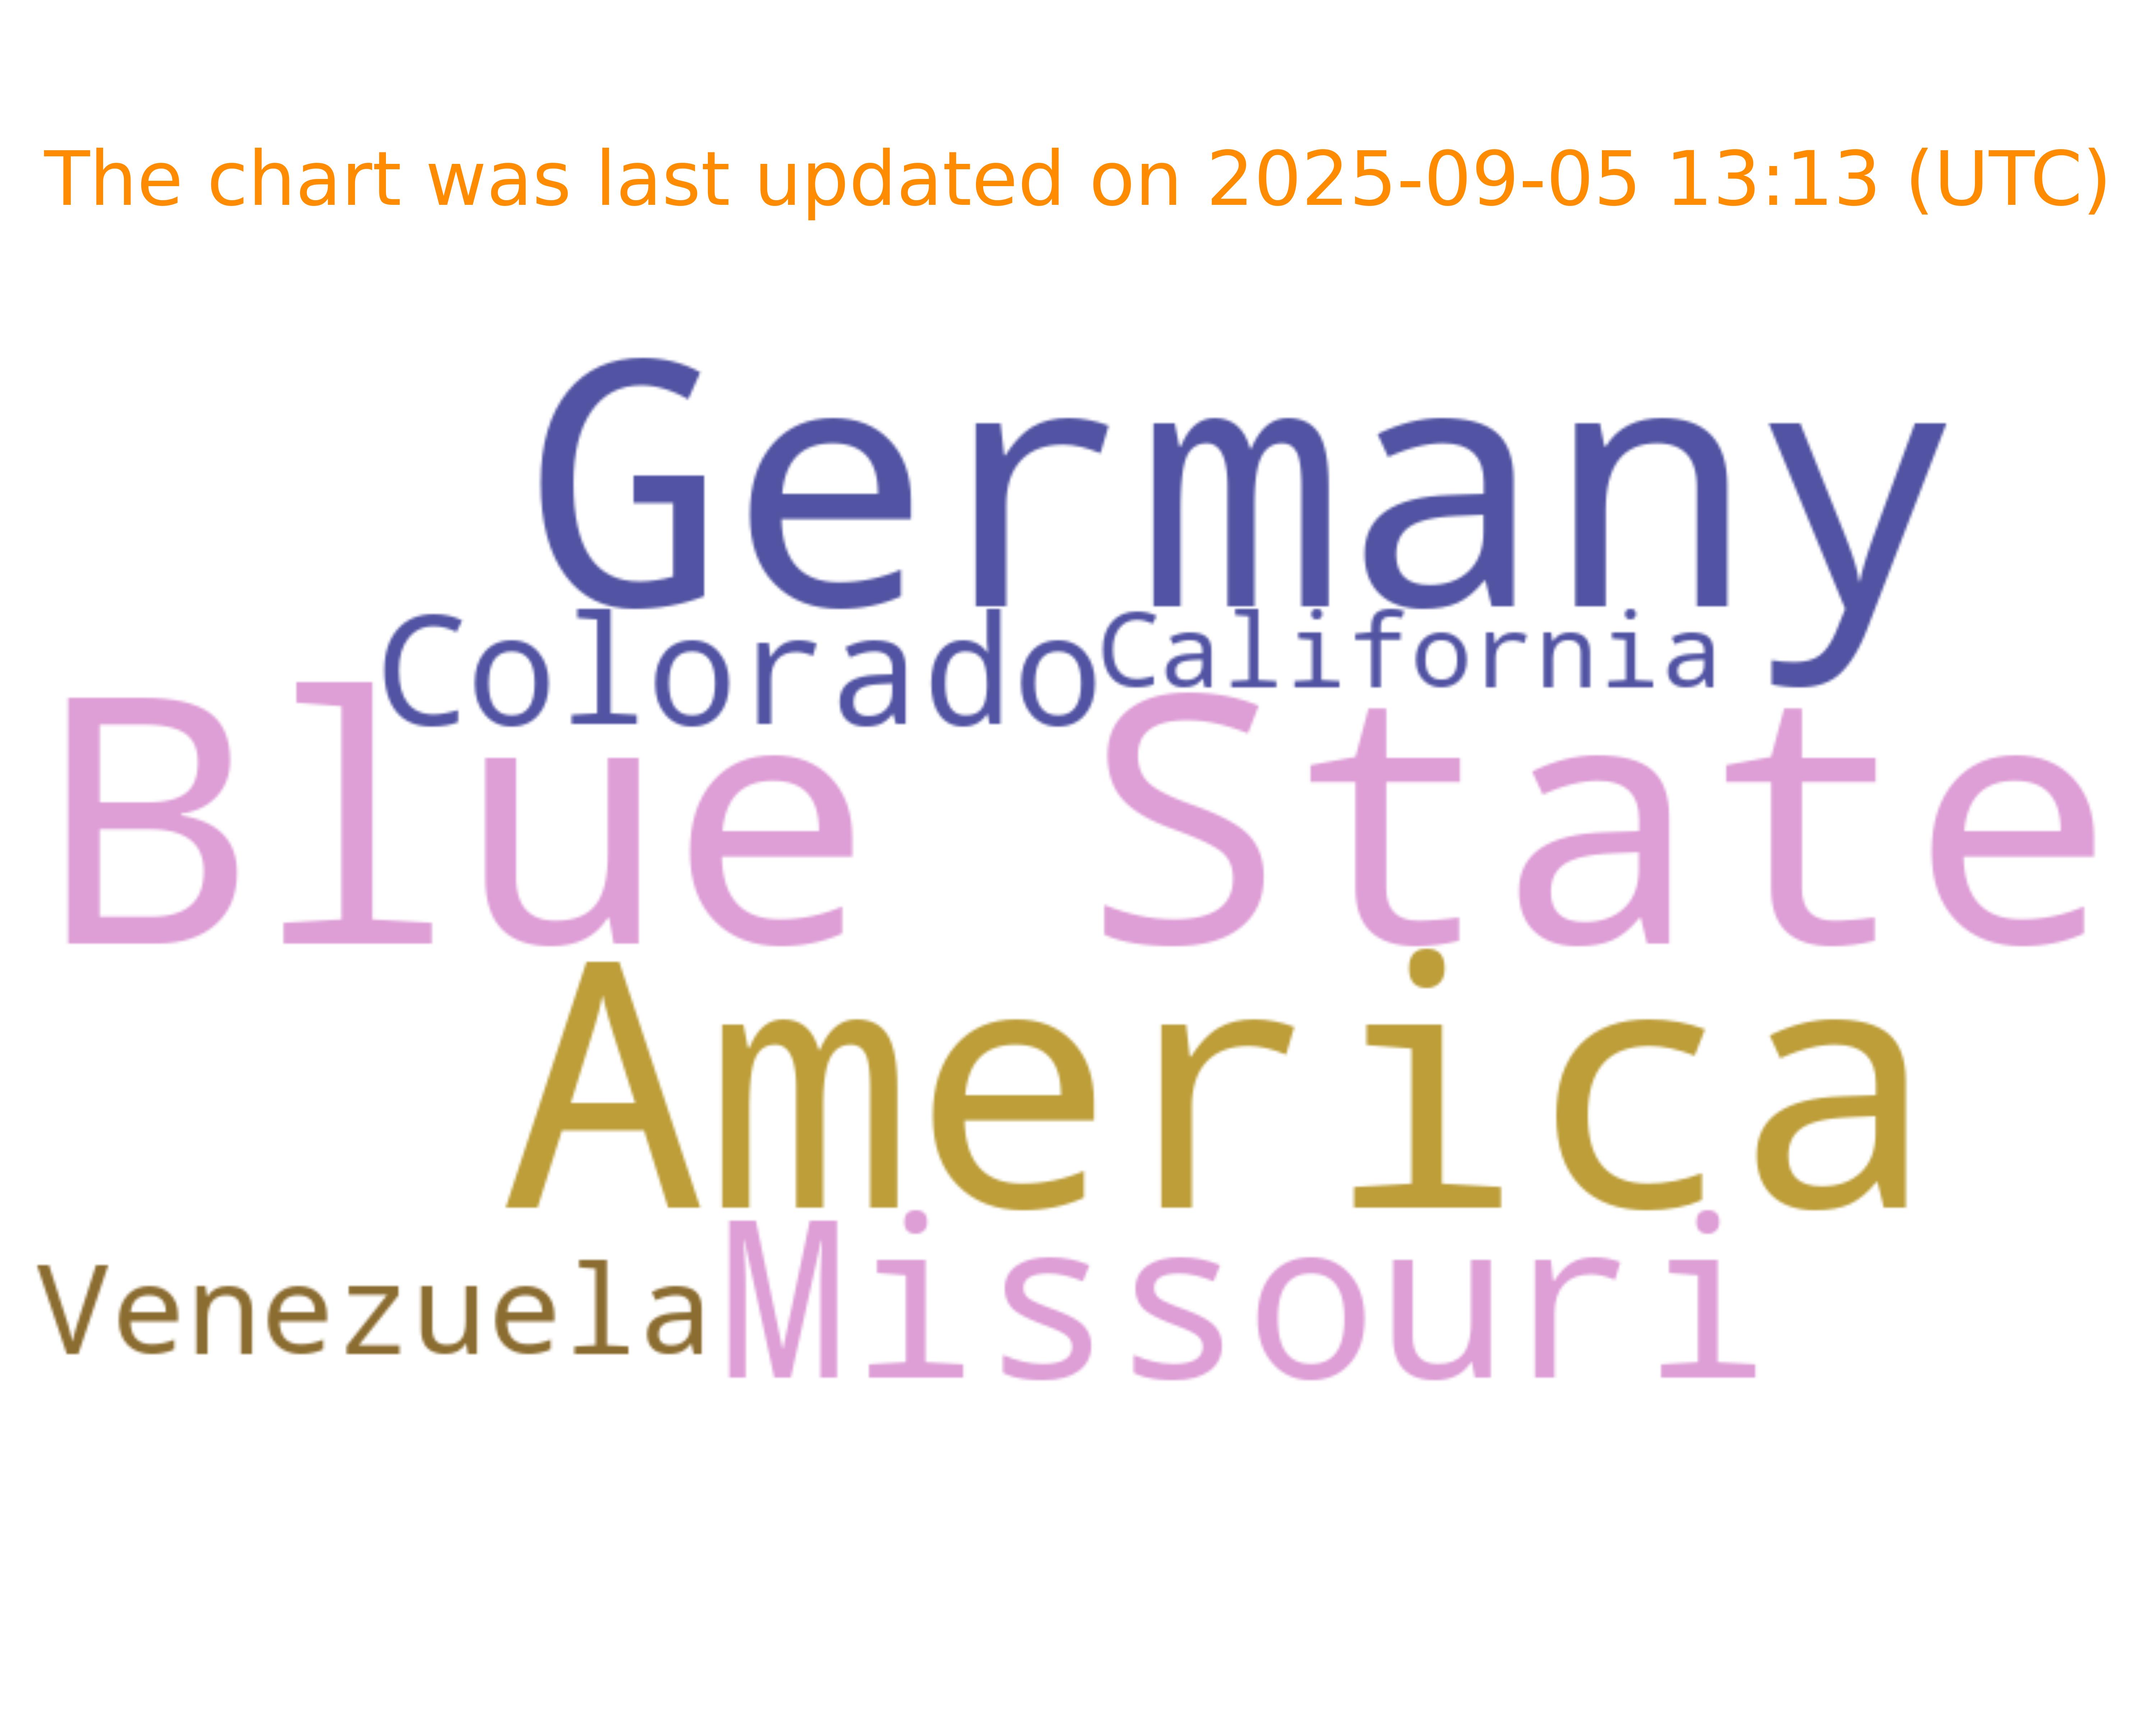 The chart was last updated on 2025-09-05 13:13 (UTC)
Germany
Colorado California
Blue State
America
Venezuela Missouri